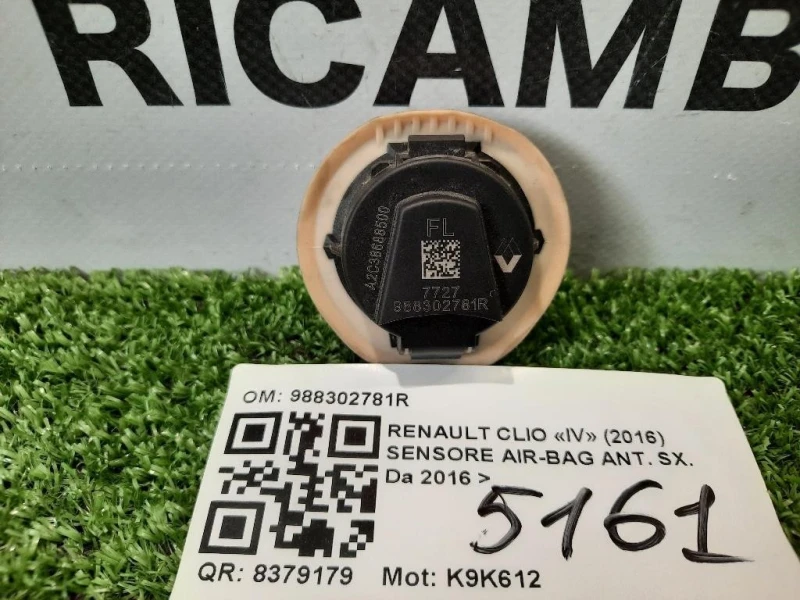 RICAMB
A2C38688500
FL
7727
988302781R
OM: 988302781R
RENAULT CLIO «IV» (2016)
SENSORE AIR-BAG ANT. SX.
Da 2016 >
5161
QR: 8379179 Mot: K9K612